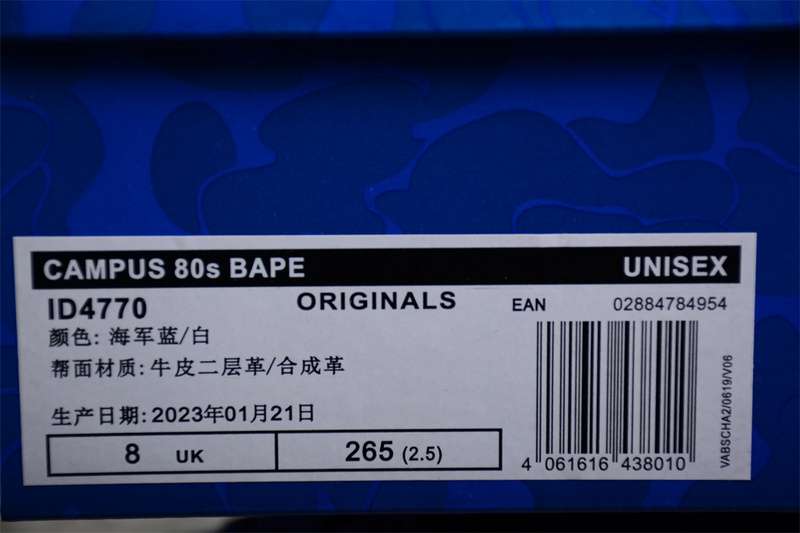 CAMPUS 80s BAPE UNISEX
ID4770 ORIGINALS EAN 02884784954
颜色: 海军蓝/白
帮面材质: 牛皮二层革/合成革
生产日期: 2023年01月21日
8 UK 265 (2.5)
4 061616 438010
VABSCHA2/0619/V06